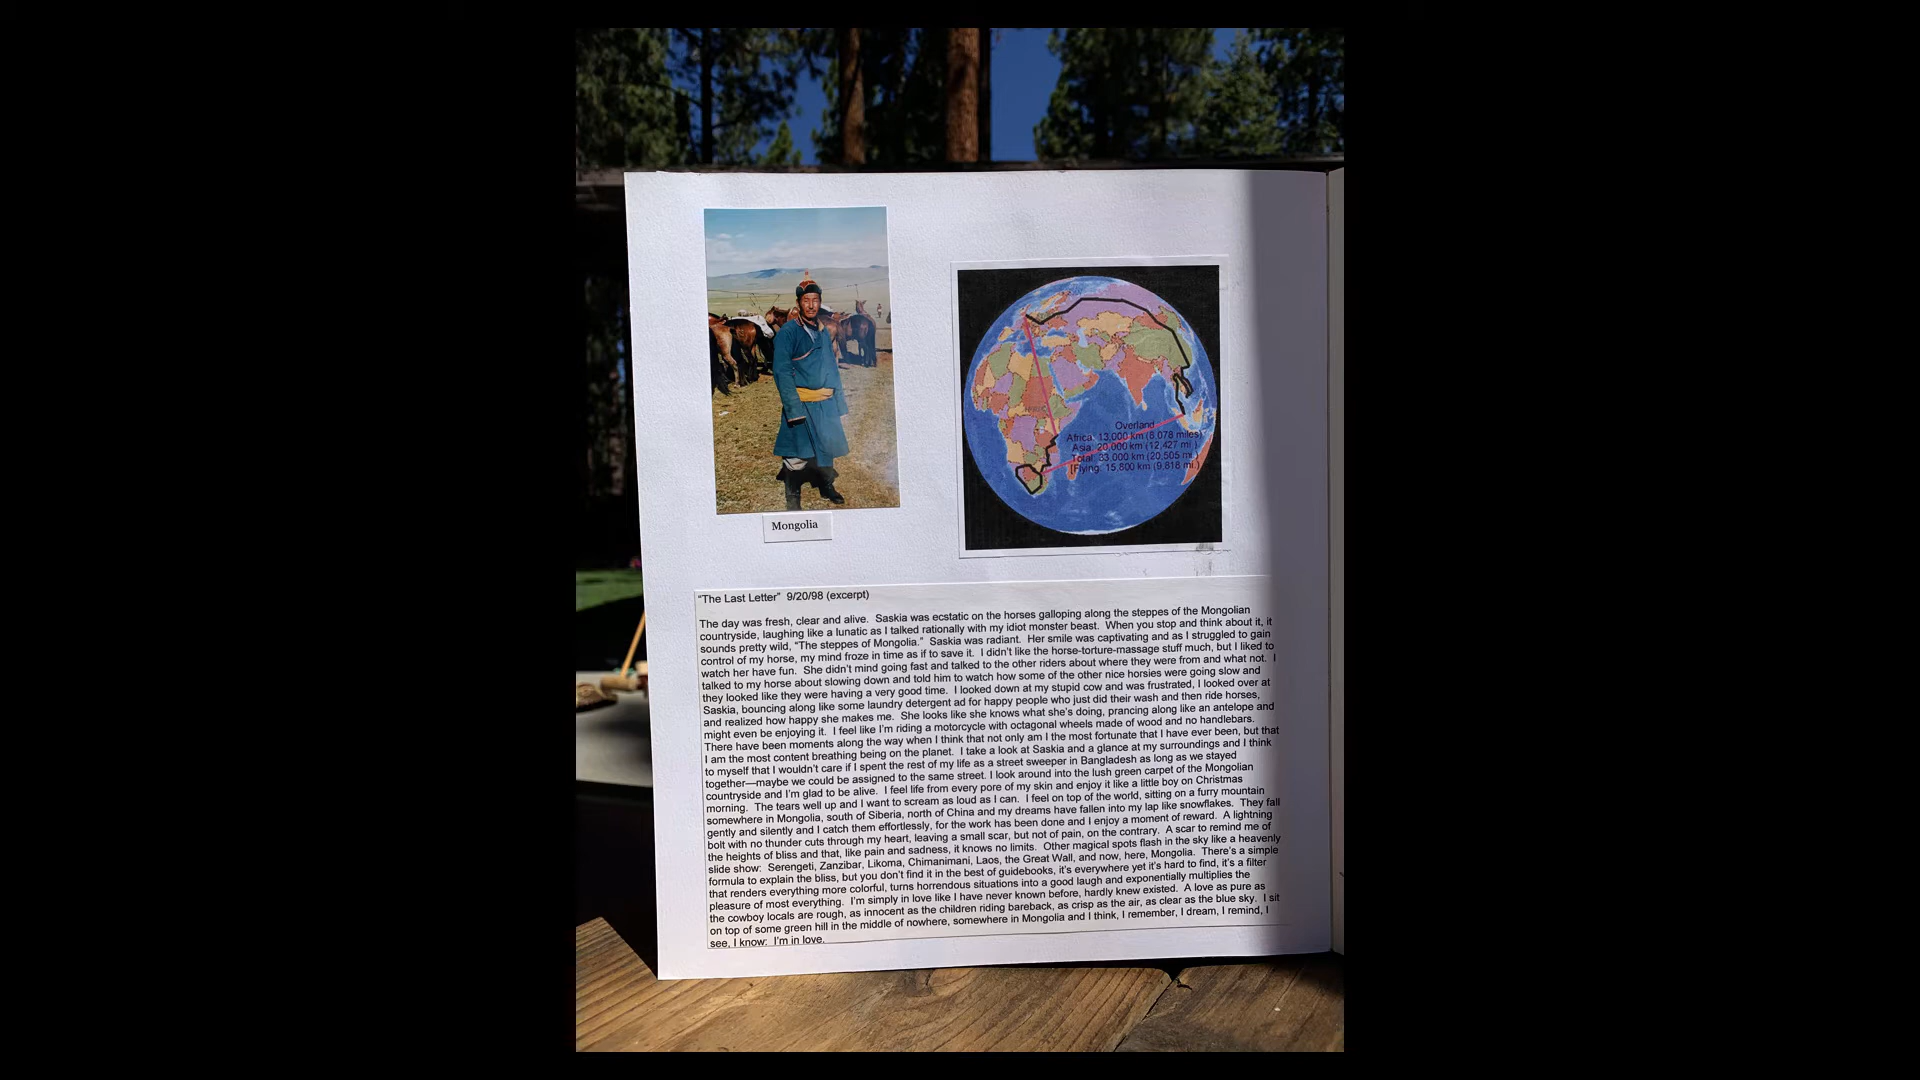 Mongolia
Overland
Africa: 13,000 km (8,078 miles)
Asia: 20,000 km (12,427 mi.)
Total: 33,000 km (20,505 mi.)
[Flying: 15,800 km (9,818 mi.)
"The Last Letter" 9/20/98 (excerpt)
The day was fresh, clear and alive. Saskia was ecstatic on the horses galloping along the steppes of the Mongolian
countryside, laughing like a lunatic as I talked rationally with my idiot monster beast. When you stop and think about it, it
sounds pretty wild, "The steppes of Mongolia." Saskia was radiant. Her smile was captivating and as I struggled to gain
control of my horse, my mind froze in time as if to save it. I didn't like the horse-torture-massage stuff much, but I liked to
watch her have fun. She didn't mind going fast and talked to the other riders about where they were from and what not. I
talked to my horse about slowing down and told him to watch how some of the other nice horsies were going slow and
they looked like they were having a very good time. I looked down at my stupid cow and was frustrated, I looked over at
Saskia, bouncing along like some laundry detergent ad for happy people who just did their wash and then ride horses,
and realized how happy she makes me. She looks like she knows what she's doing, prancing along like an antelope and
might even be enjoying it. I feel like I'm riding a motorcycle with octagonal wheels made of wood and no handlebars.
There have been moments along the way when I think that not only am I the most fortunate that I have ever been, but that
I am the most content breathing being on the planet. I take a look at Saskia and a glance at my surroundings and I think
to myself that I wouldn't care if I spent the rest of my life as a street sweeper in Bangladesh as long as we stayed
together—maybe we could be assigned to the same street. I look around into the lush green carpet of the Mongolian
countryside and I'm glad to be alive. I feel life from every pore of my skin and enjoy it like a little boy on Christmas
morning. The tears well up and I want to scream as loud as I can. I feel on top of the world, sitting on a furry mountain
somewhere in Mongolia, south of Siberia, north of China and my dreams have fallen into my lap like snowflakes. They fall
gently and silently and I catch them effortlessly, for the work has been done and I enjoy a moment of reward. A lightning
bolt with no thunder cuts through my heart, leaving a small scar, but not of pain, on the contrary. A scar to remind me of
the heights of bliss and that, like pain and sadness, it knows no limits. Other magical spots flash in the sky like a heavenly
slide show: Serengeti, Zanzibar, Likoma, Chimanimani, Laos, the Great Wall, and now, here, Mongolia. There's a simple
formula to explain the bliss, but you don't find it in the best of guidebooks, it's everywhere yet it's hard to find, it's a filter
that renders everything more colorful, turns horrendous situations into a good laugh and exponentially multiplies the
pleasure of most everything. I'm simply in love like I have never known before, hardly knew existed. A love as pure as
the cowboy locals are rough, as innocent as the children riding bareback, as crisp as the air, as clear as the blue sky. I sit
on top of some green hill in the middle of nowhere, somewhere in Mongolia and I think, I remember, I dream, I remind, I
see, I know: I'm in love.